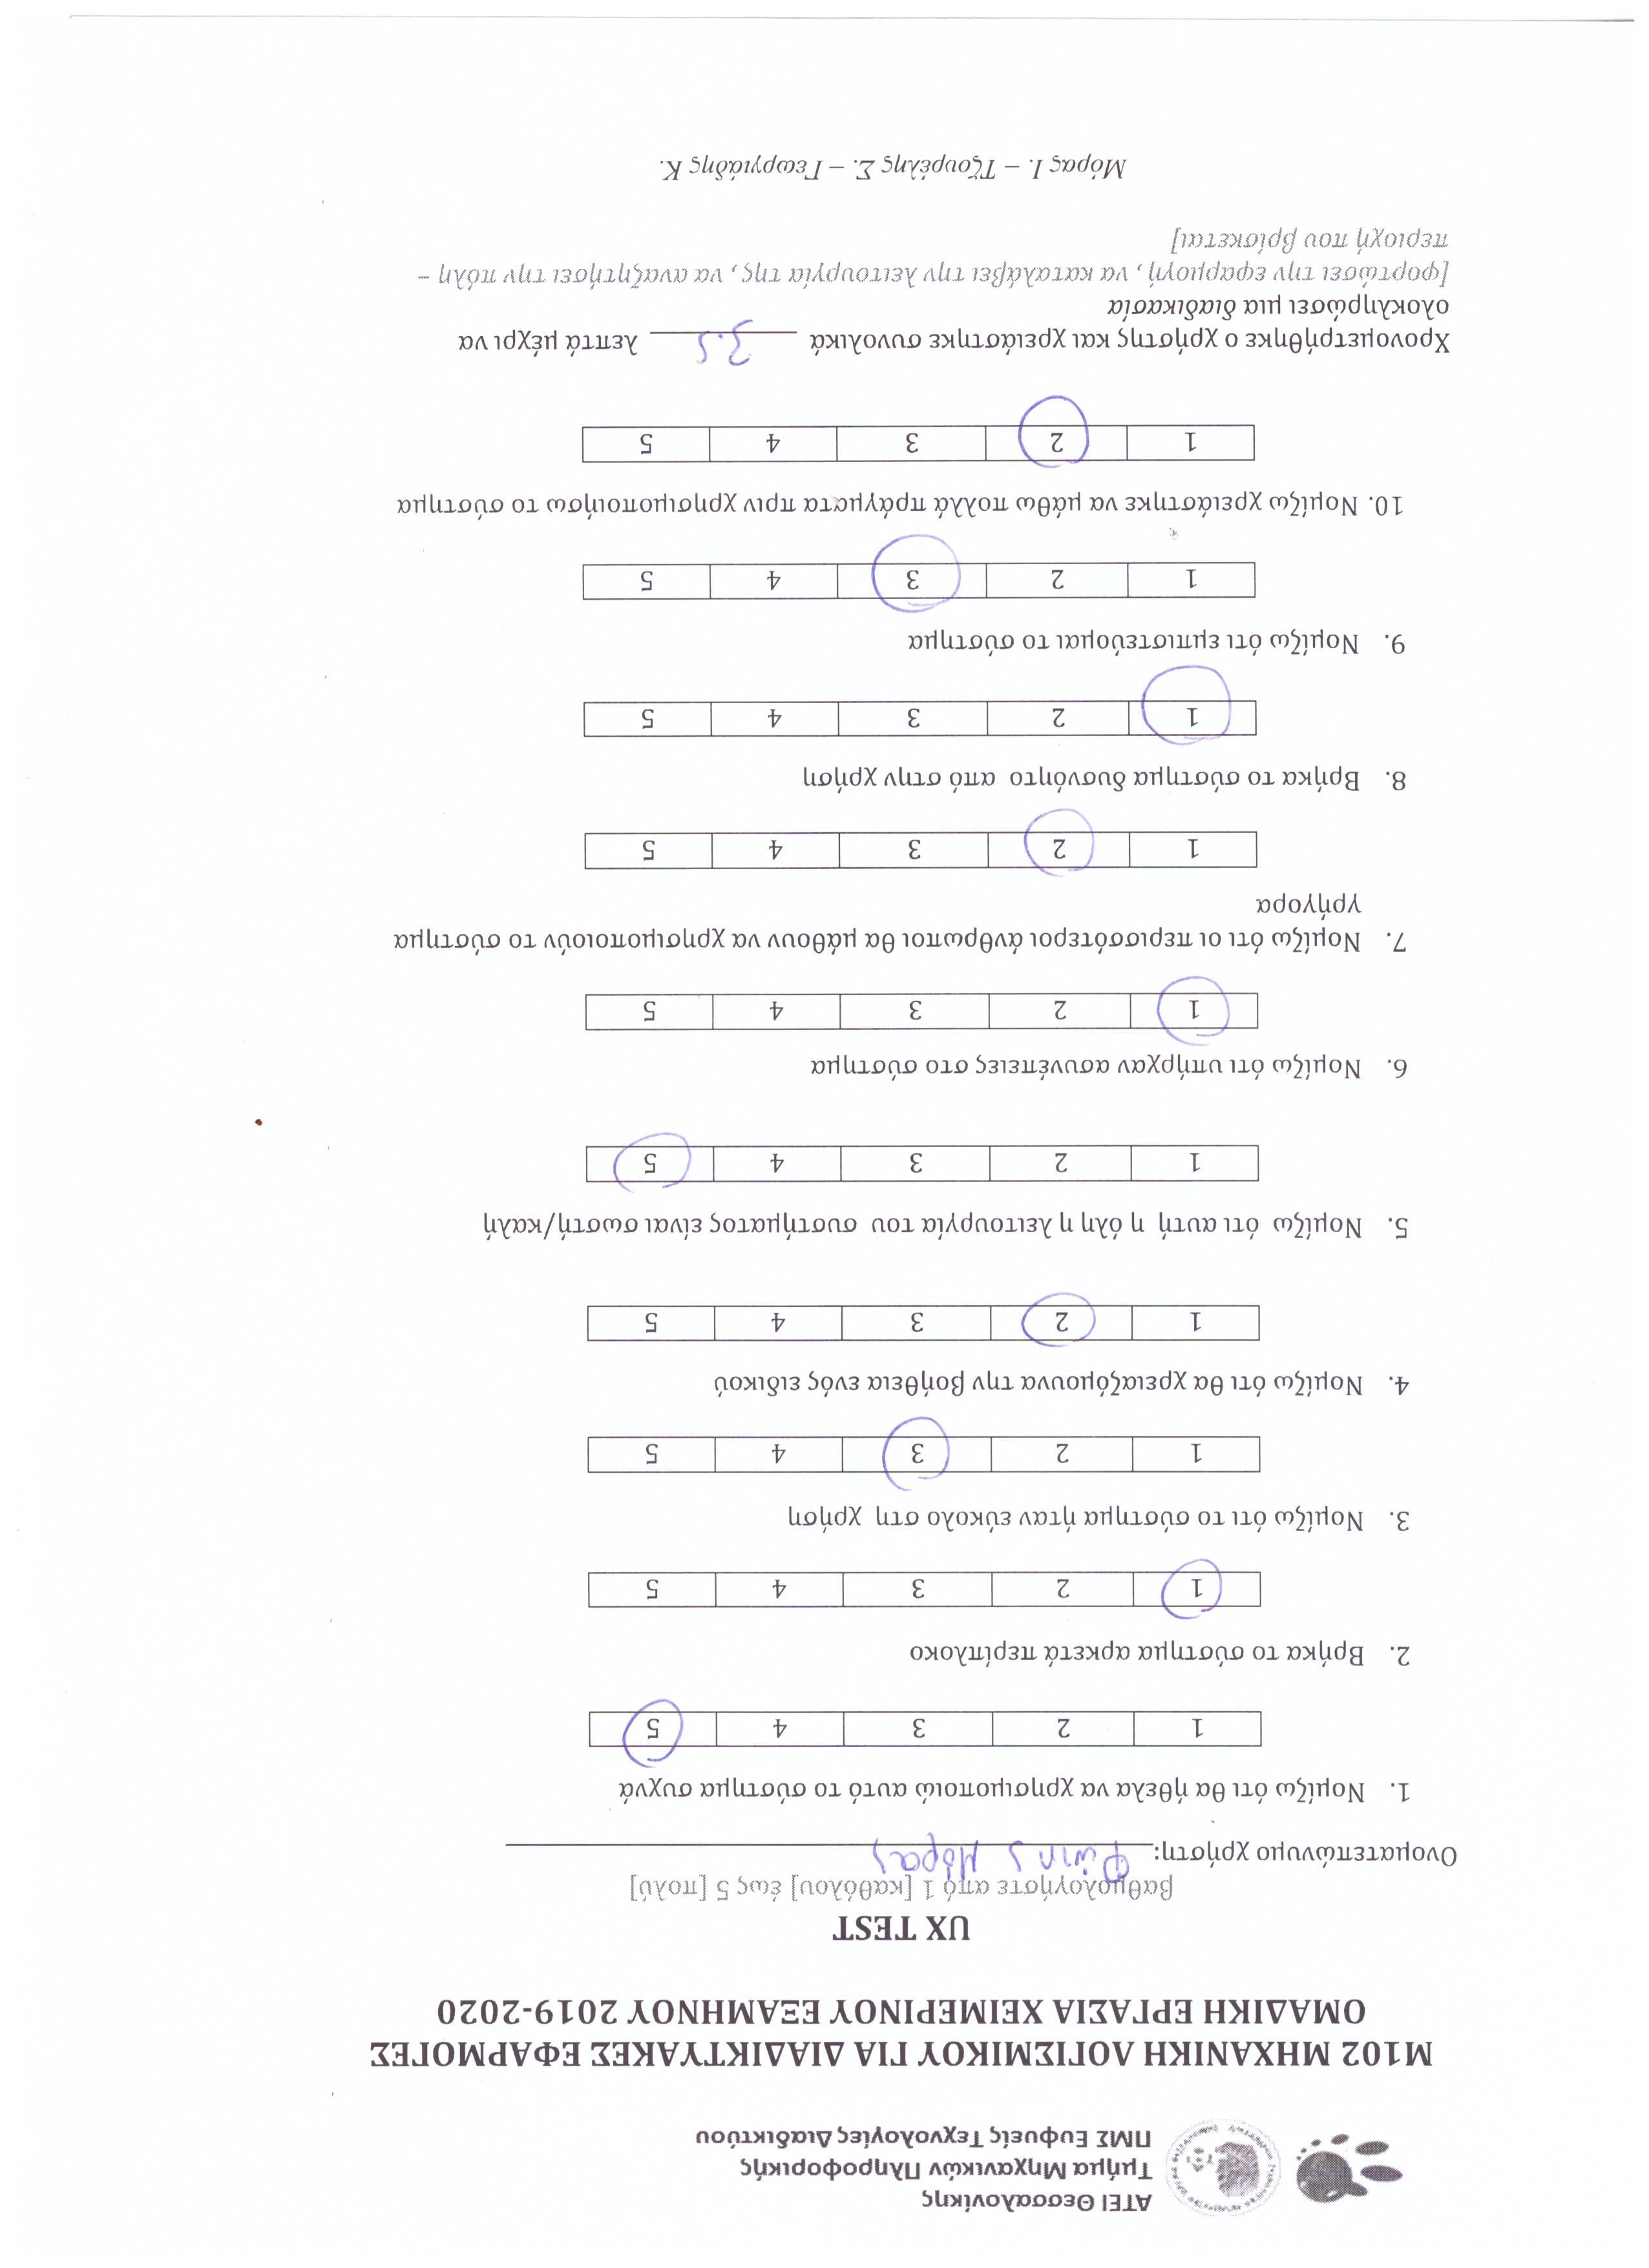 ΑΤΕΙ Θεσσαλονίκης
Τμήμα Μηχανικών Πληροφορικής
ΠΜΣ Ευφυείς Τεχνολογίες Διαδικτύου
Μ102 ΜΗΧΑΝΙΚΗ ΛΟΓΙΣΜΙΚΟΥ ΓΙΑ ΔΙΑΔΙΚΤΥΑΚΕΣ ΕΦΑΡΜΟΓΕΣ
ΟΜΑΔΙΚΗ ΕΡΓΑΣΙΑ ΧΕΙΜΕΡΙΝΟΥ ΕΞΑΜΗΝΟΥ 2019-2020
UX TEST
βαθμολογήστε από 1 [καθόλου] έως 5 [πολύ]
Ονοματεπώνυμο χρήστη: Φώτης Μόρας
1. Νομίζω ότι θα ήθελα να χρησιμοποιώ αυτό το σύστημα συχνά
1 2 3 4 5
2. Βρήκα το σύστημα αρκετά περίπλοκο
1 2 3 4 5
3. Νομίζω ότι το σύστημα ήταν εύκολο στη χρήση
1 2 3 4 5
4. Νομίζω ότι θα χρειαζόμουνα την βοήθεια ενός ειδικού
1 2 3 4 5
5. Νομίζω ότι αυτή η όλη η λειτουργία του συστήματος είναι σωστή/καλή
1 2 3 4 5
6. Νομίζω ότι υπήρχαν ασυνέπειες στο σύστημα
1 2 3 4 5
7. Νομίζω ότι οι περισσότεροι άνθρωποι θα μάθουν να χρησιμοποιούν το σύστημα
γρήγορα
1 2 3 4 5
8. Βρήκα το σύστημα δυσνόητο από στην χρήση
1 2 3 4 5
9. Νομίζω ότι εμπιστεύομαι το σύστημα
1 2 3 4 5
10. Νομίζω χρειάστηκε να μάθω πολλά πράγματα πριν χρησιμοποιήσω το σύστημα
1 2 3 4 5
Χρονομετρήθηκε ο χρήστης και χρειάστηκε συνολικά 3.5 λεπτά μέχρι να
ολοκληρώσει μια διαδικασία
[φορτώσει την εφαρμογή , να καταλάβει την λειτουργία της , να αναζητήσει την πόλη –
περιοχή που βρίσκεται]
Μόρας Ι. – Τζουρέλης Σ. – Γεωργιάδης Κ.